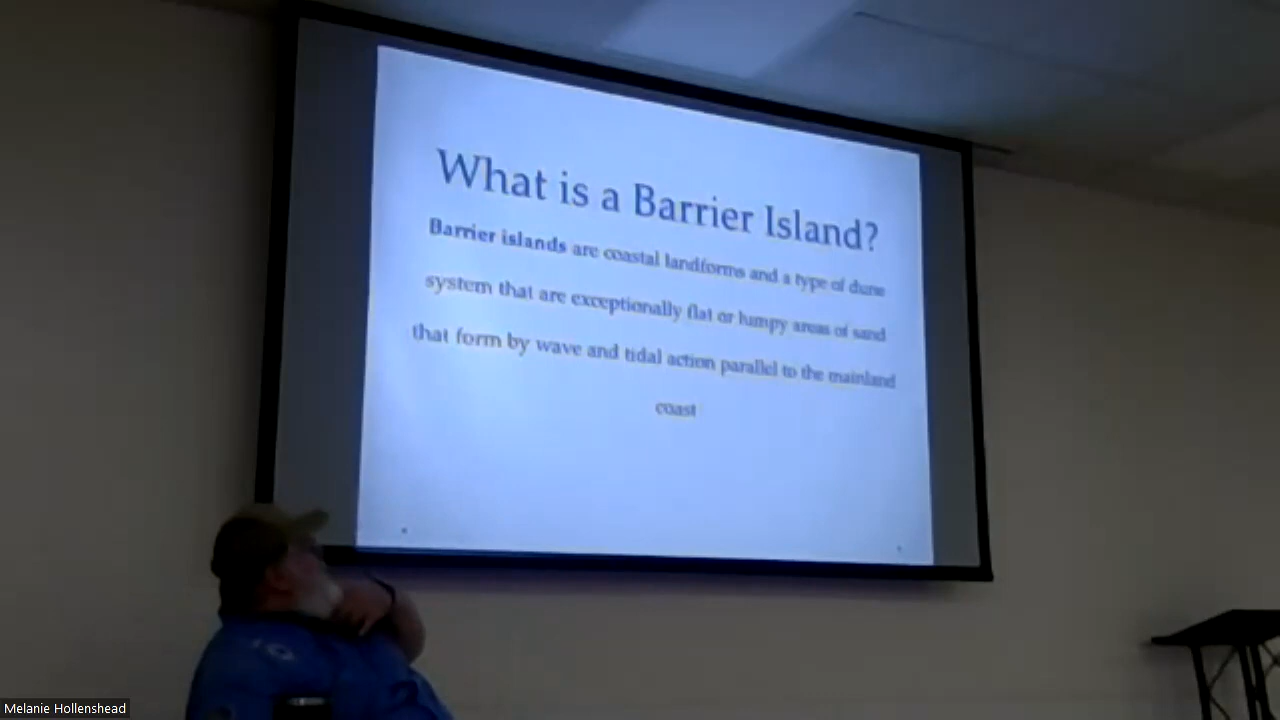 What is a Barrier Island?
Barrier islands are coastal landforms and a type of dune
system that are exceptionally flat or lumpy areas of sand
that form by wave and tidal action parallel to the mainland
coast
Melanie Hollenshead